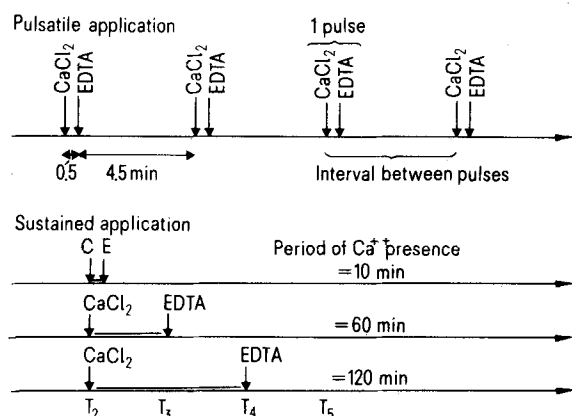 Pulsatile application
1 pulse
CaCl₂ EDTA CaCl₂ EDTA CaCl₂ EDTA CaCl₂ EDTA
0.5 4.5 min Interval between pulses
Sustained application
C E Period of Ca⁺⁺ presence
=10 min
CaCl₂ EDTA
=60 min
CaCl₂ EDTA
=120 min
T₂ T₃ T₄ T₅